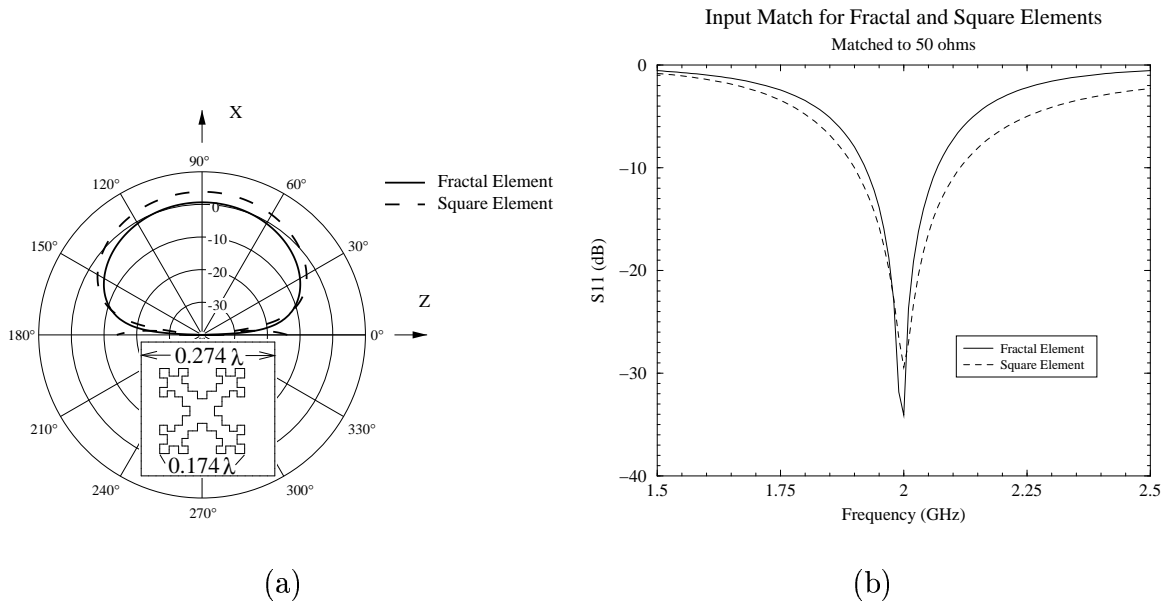 X
90°
120°
60°
150°
30°
180°
0°
210°
330°
240°
300°
270°
0
-10
-20
-30
Z
Fractal Element
Square Element
0.274 λ
0.174 λ
(a)
Input Match for Fractal and Square Elements
Matched to 50 ohms
S11 (dB)
0
−10
−20
−30
−40
1.5
1.75
2
2.25
2.5
Frequency (GHz)
Fractal Element
Square Element
(b)